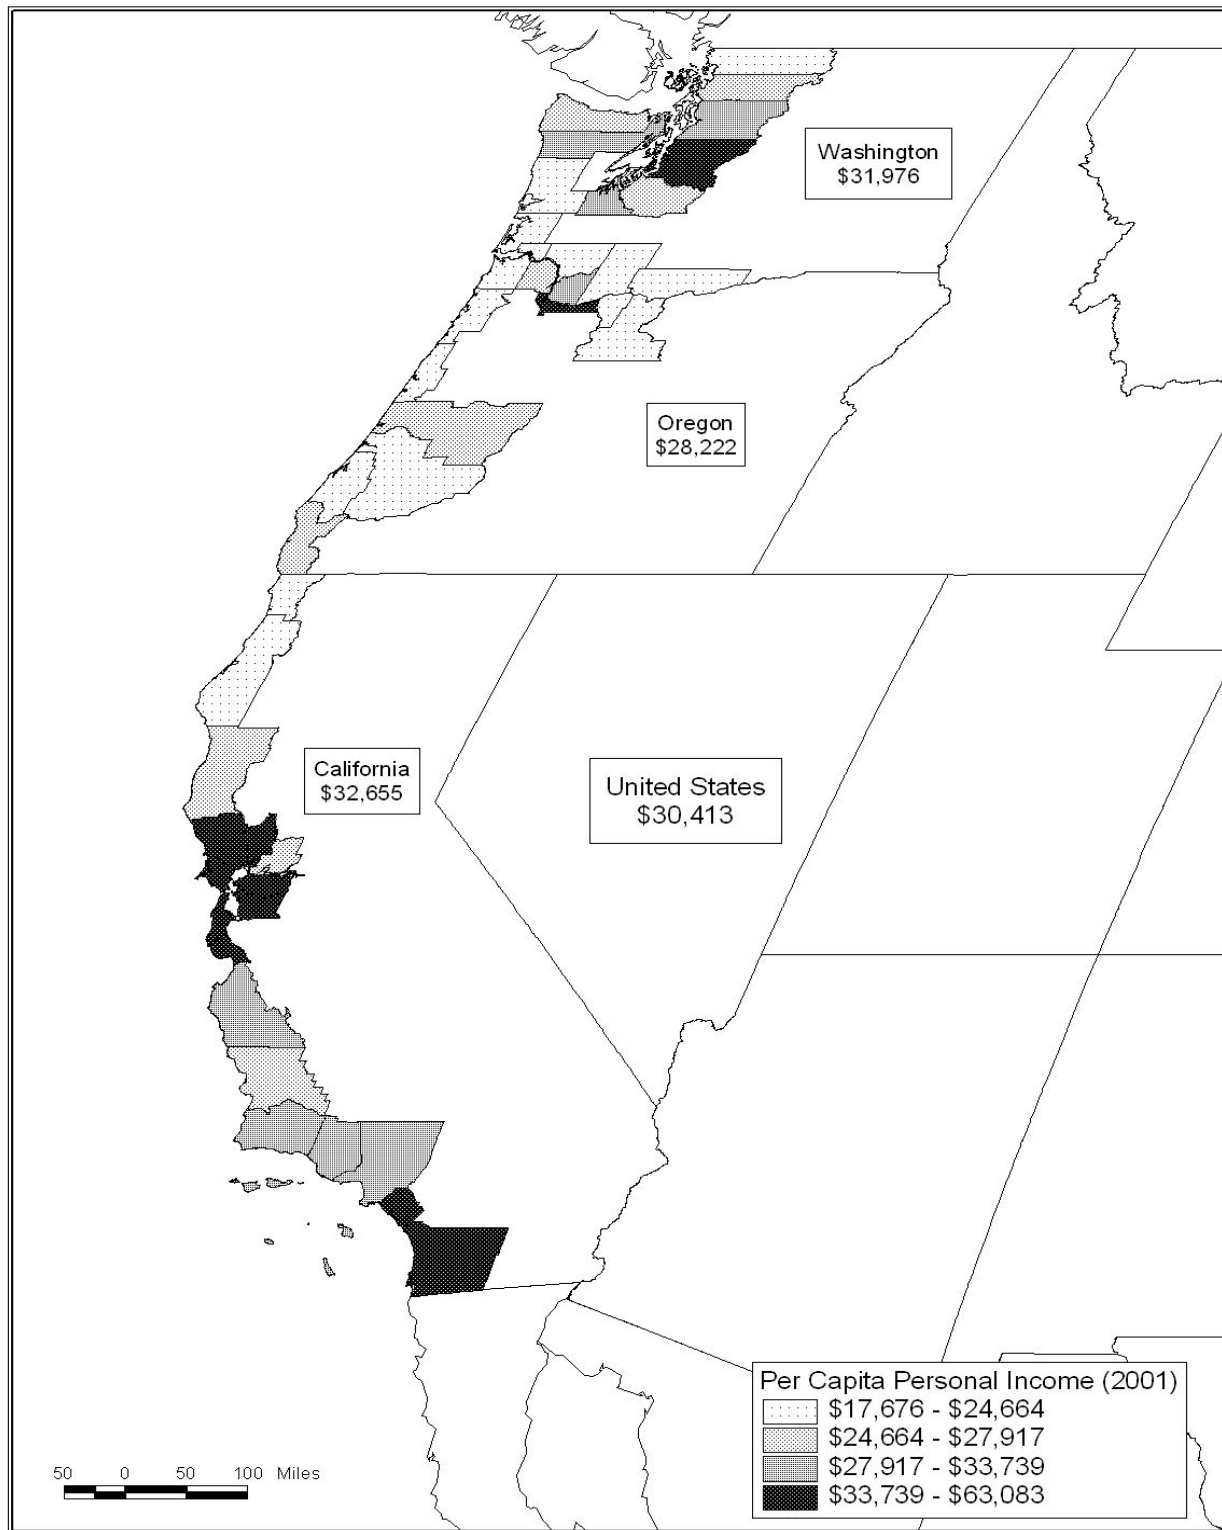 Washington
$31,976
Oregon
$28,222
California
$32,655
United States
$30,413
Per Capita Personal Income (2001)
$17,676 - $24,664
$24,664 - $27,917
$27,917 - $33,739
$33,739 - $63,083
50 0 50 100 Miles